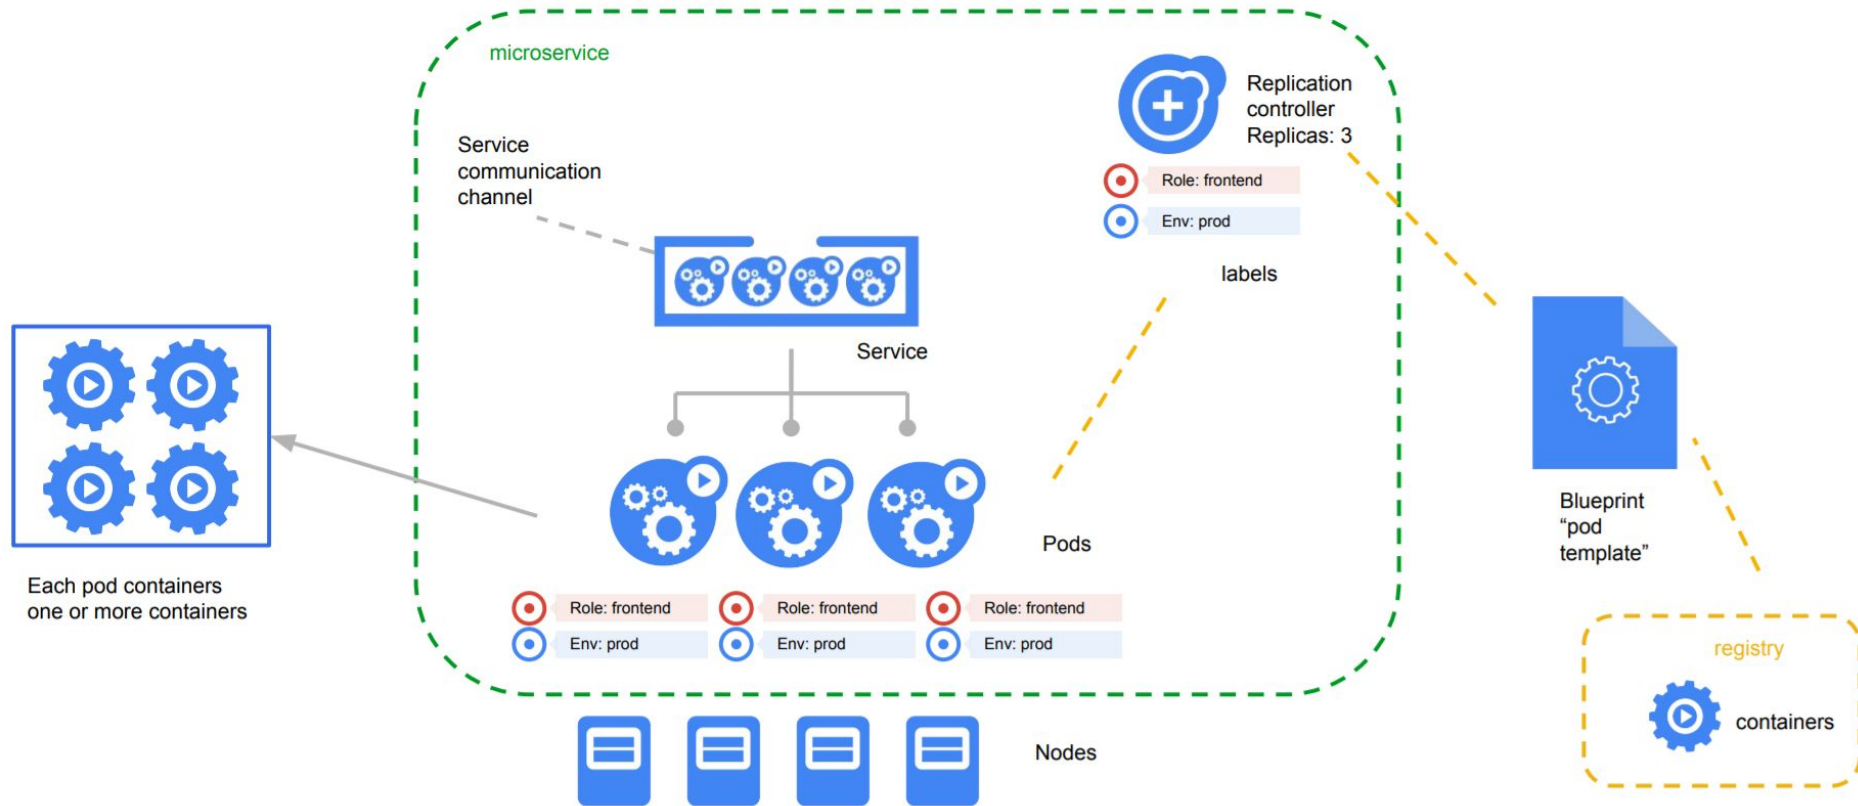 microservice
Replication
controller
Replicas: 3
Service
communication
channel
Role: frontend
Env: prod
labels
Service
Pods
Each pod containers
one or more containers
Role: frontend
Role: frontend
Role: frontend
Env: prod
Env: prod
Env: prod
Blueprint
“pod
template”
registry
containers
Nodes